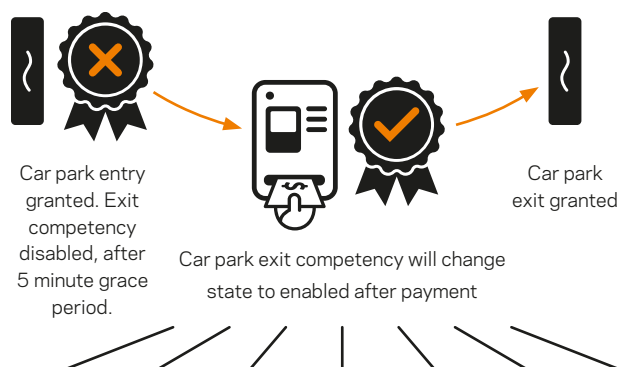 Car park entry
granted. Exit
competency
disabled, after
5 minute grace
period.
Car park exit competency will change
state to enabled after payment
Car park
exit granted